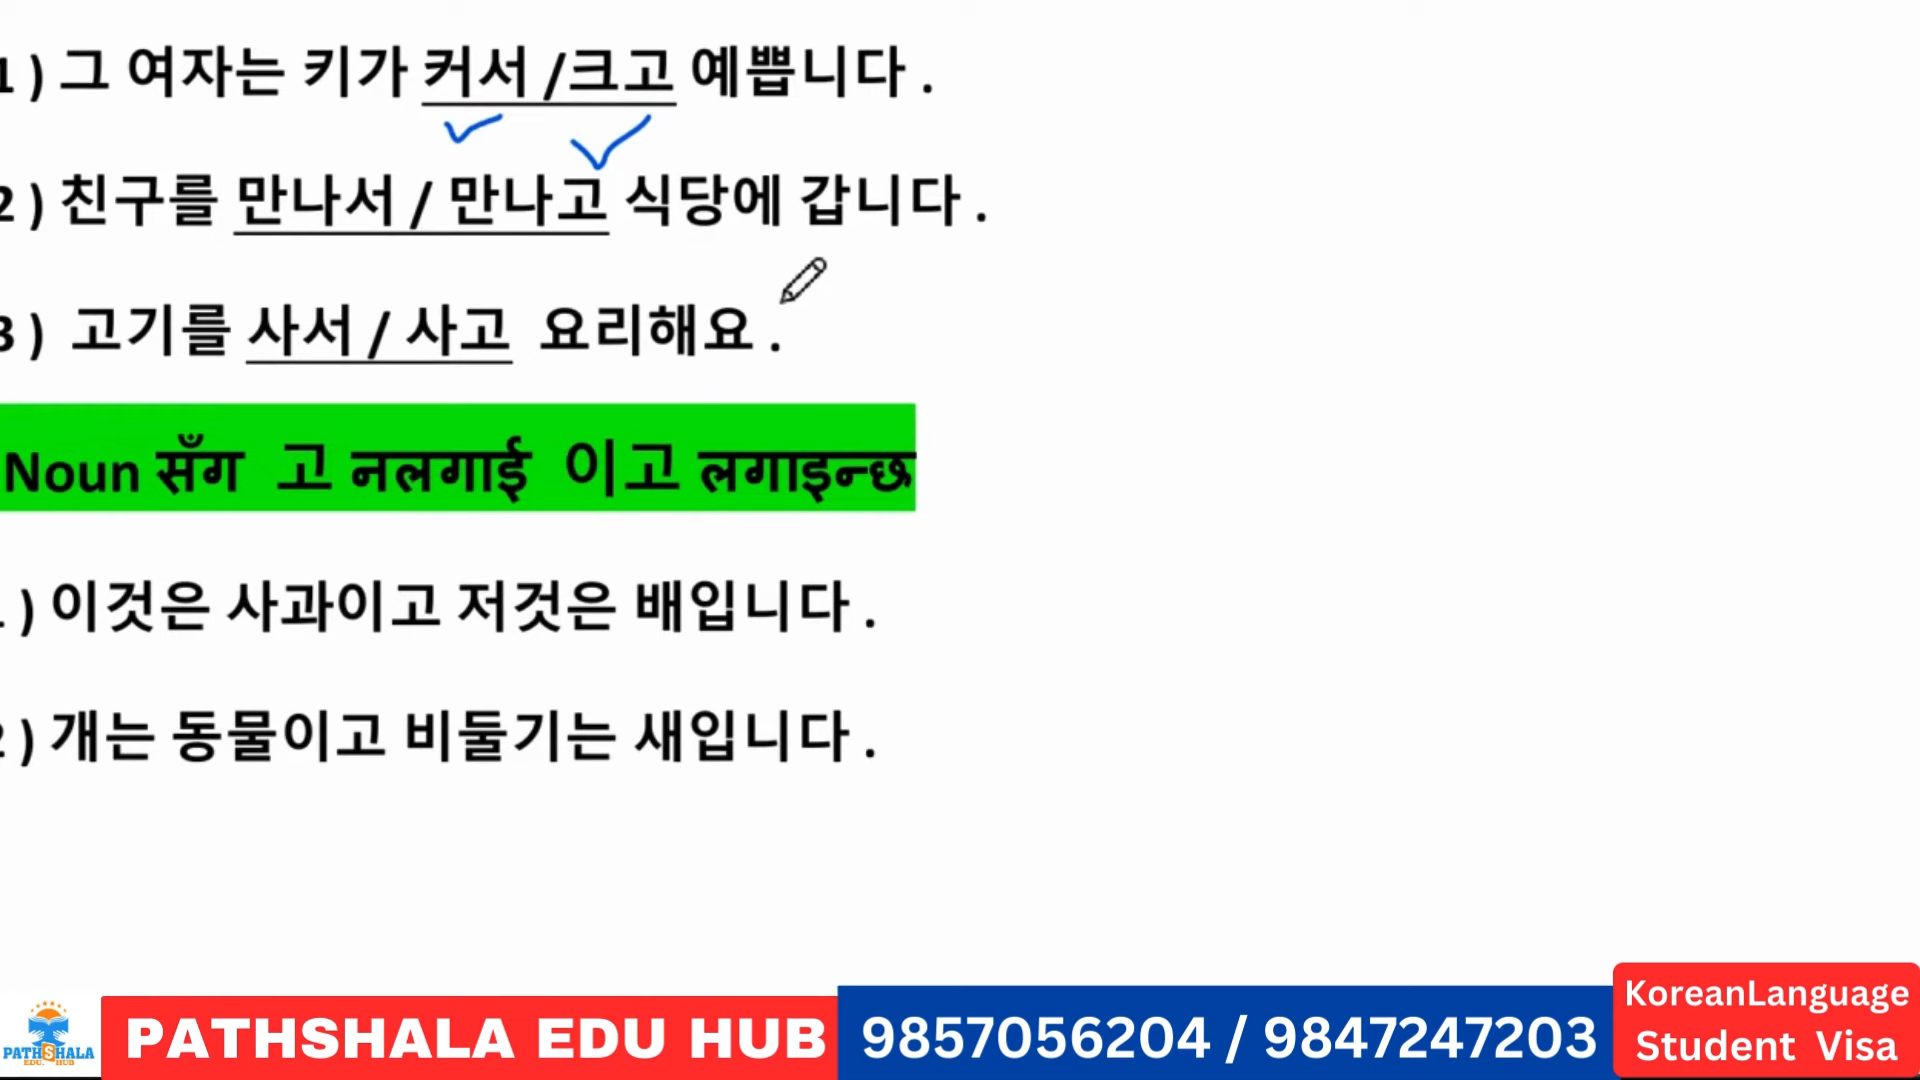 1 ) 그 여자는 키가 커서 /크고 예쁩니다 .
2 ) 친구를 만나서 / 만나고 식당에 갑니다 .
3 ) 고기를 사서 / 사고 요리해요 .
Noun सँग 고 नलगाई 이고 लगाइन्छ
1 ) 이것은 사과이고 저것은 배입니다 .
2 ) 개는 동물이고 비둘기는 새입니다 .
PATHSHALA
EDU. HUB
PATHSHALA EDU HUB
9857056204 / 9847247203
KoreanLanguage
Student Visa